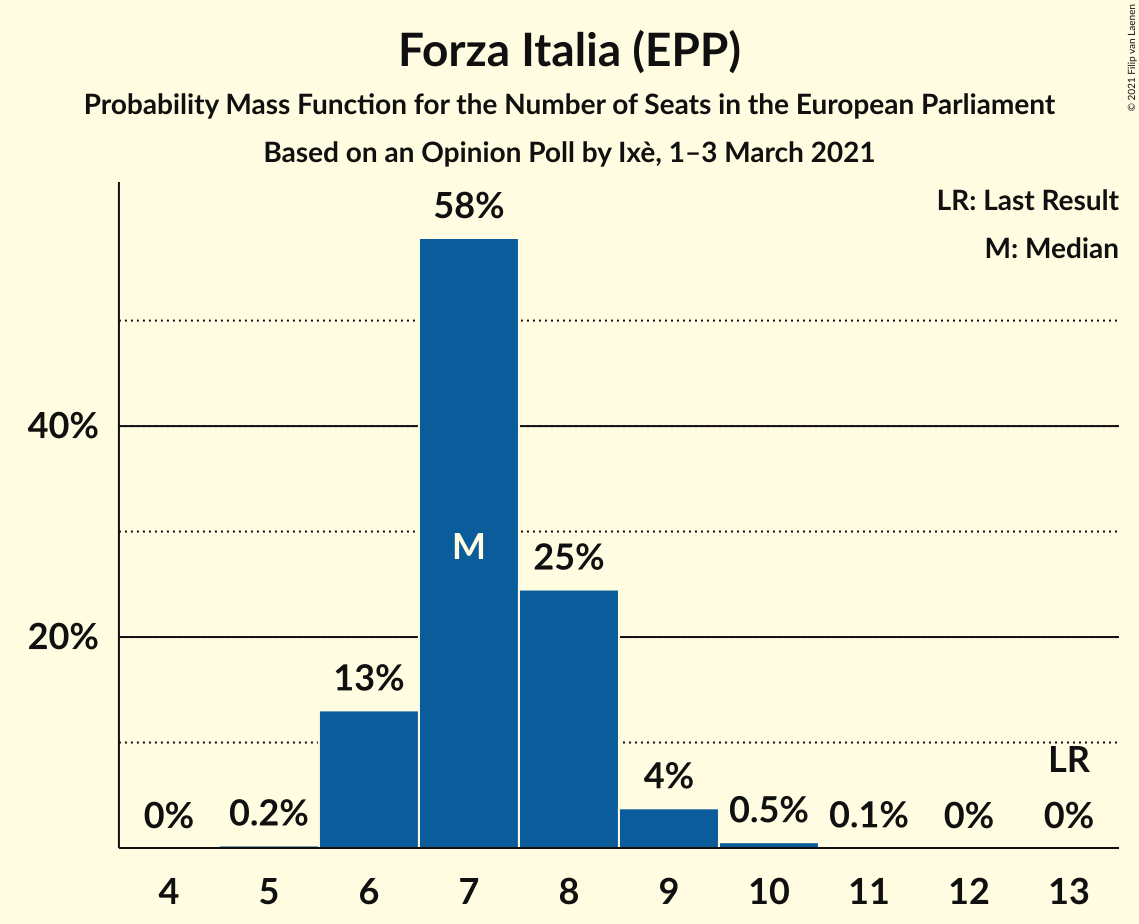 Forza Italia (EPP)
Probability Mass Function for the Number of Seats in the European Parliament
Based on an Opinion Poll by Ixè, 1–3 March 2021
© 2021 Filip van Laenen
LR: Last Result
M: Median
58%
40%
M
25%
20%
13%
LR
4%
0%
0.2%
0.5%
0.1%
0%
0%
4 5 6 7 8 9 10 11 12 13